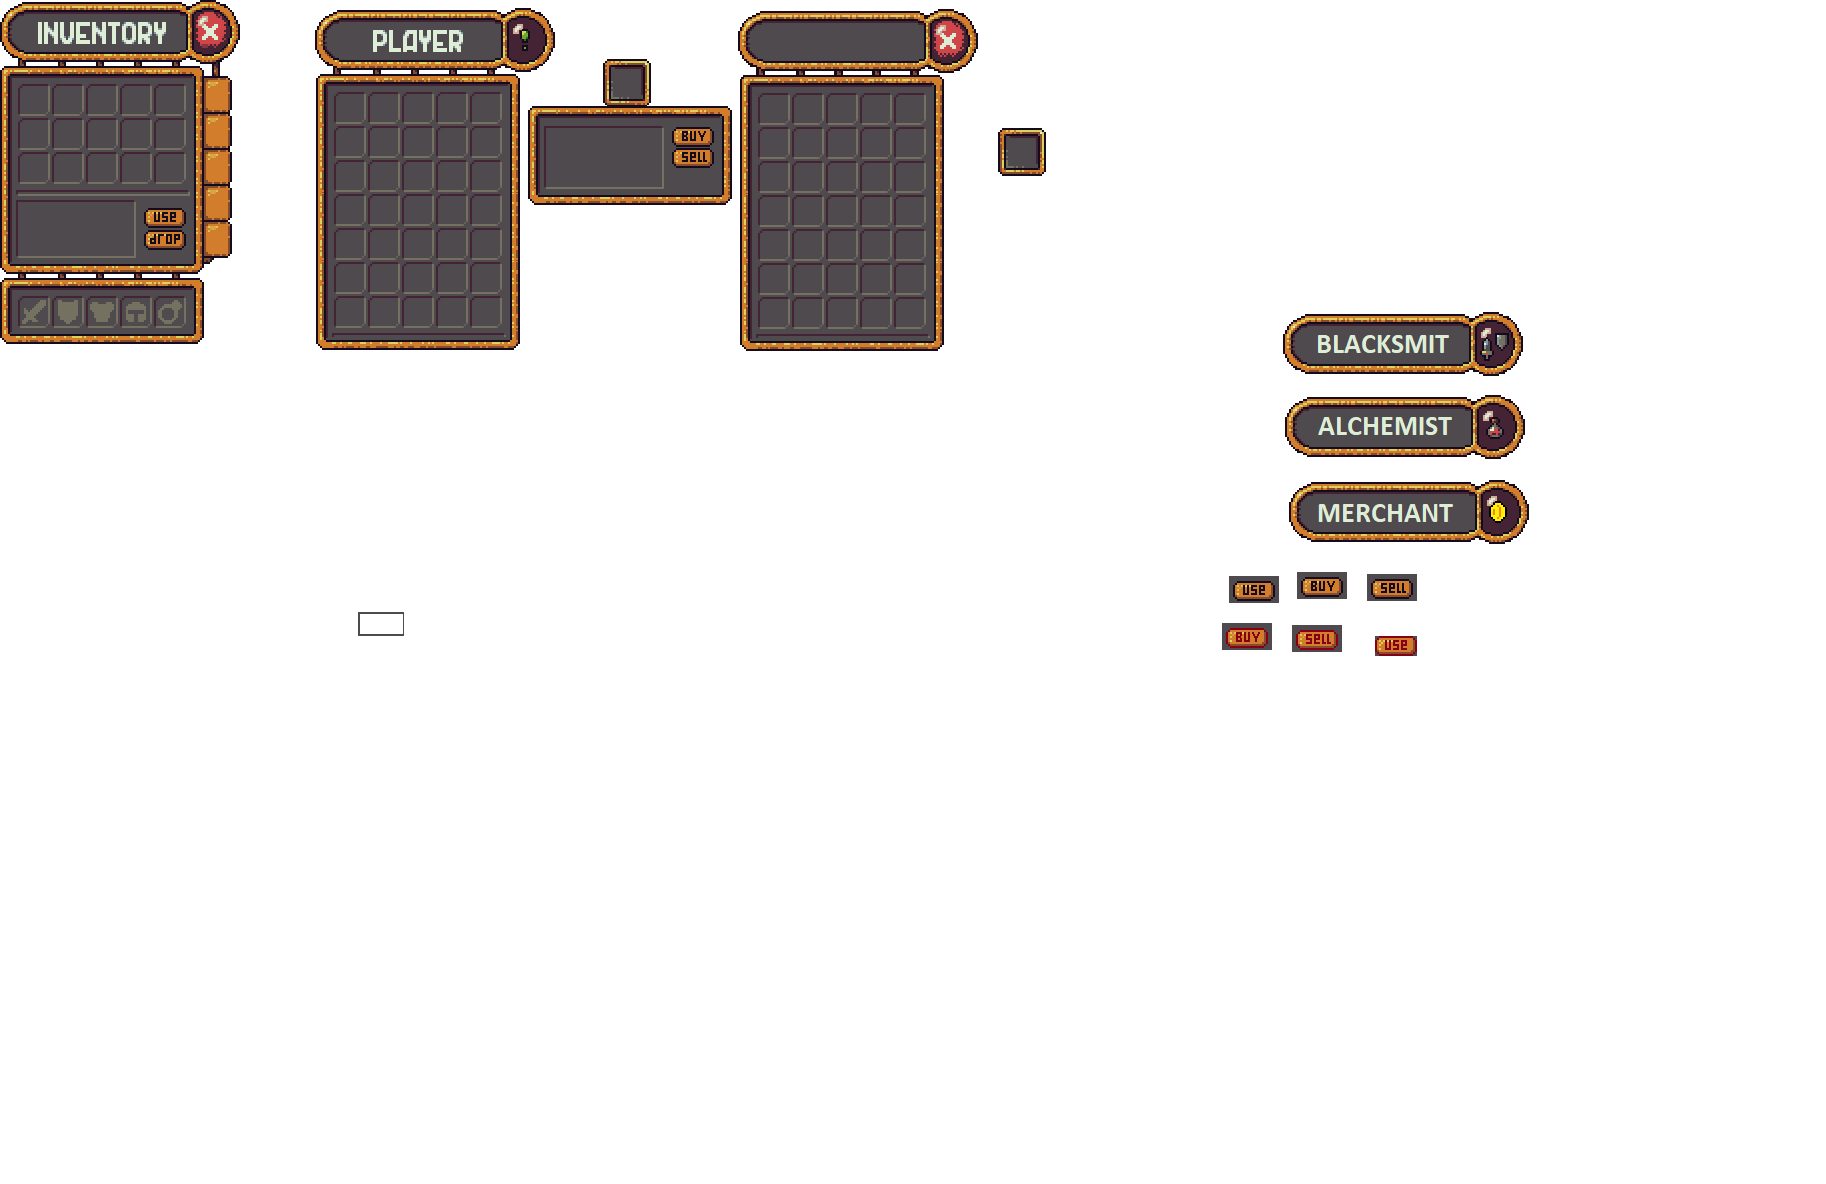 INVENTORY
USE
drop
PLAYER
BUY
SELL
BLACKSMIT
ALCHEMIST
MERCHANT
USE
BUY
SELL
BUY
SELL
USE